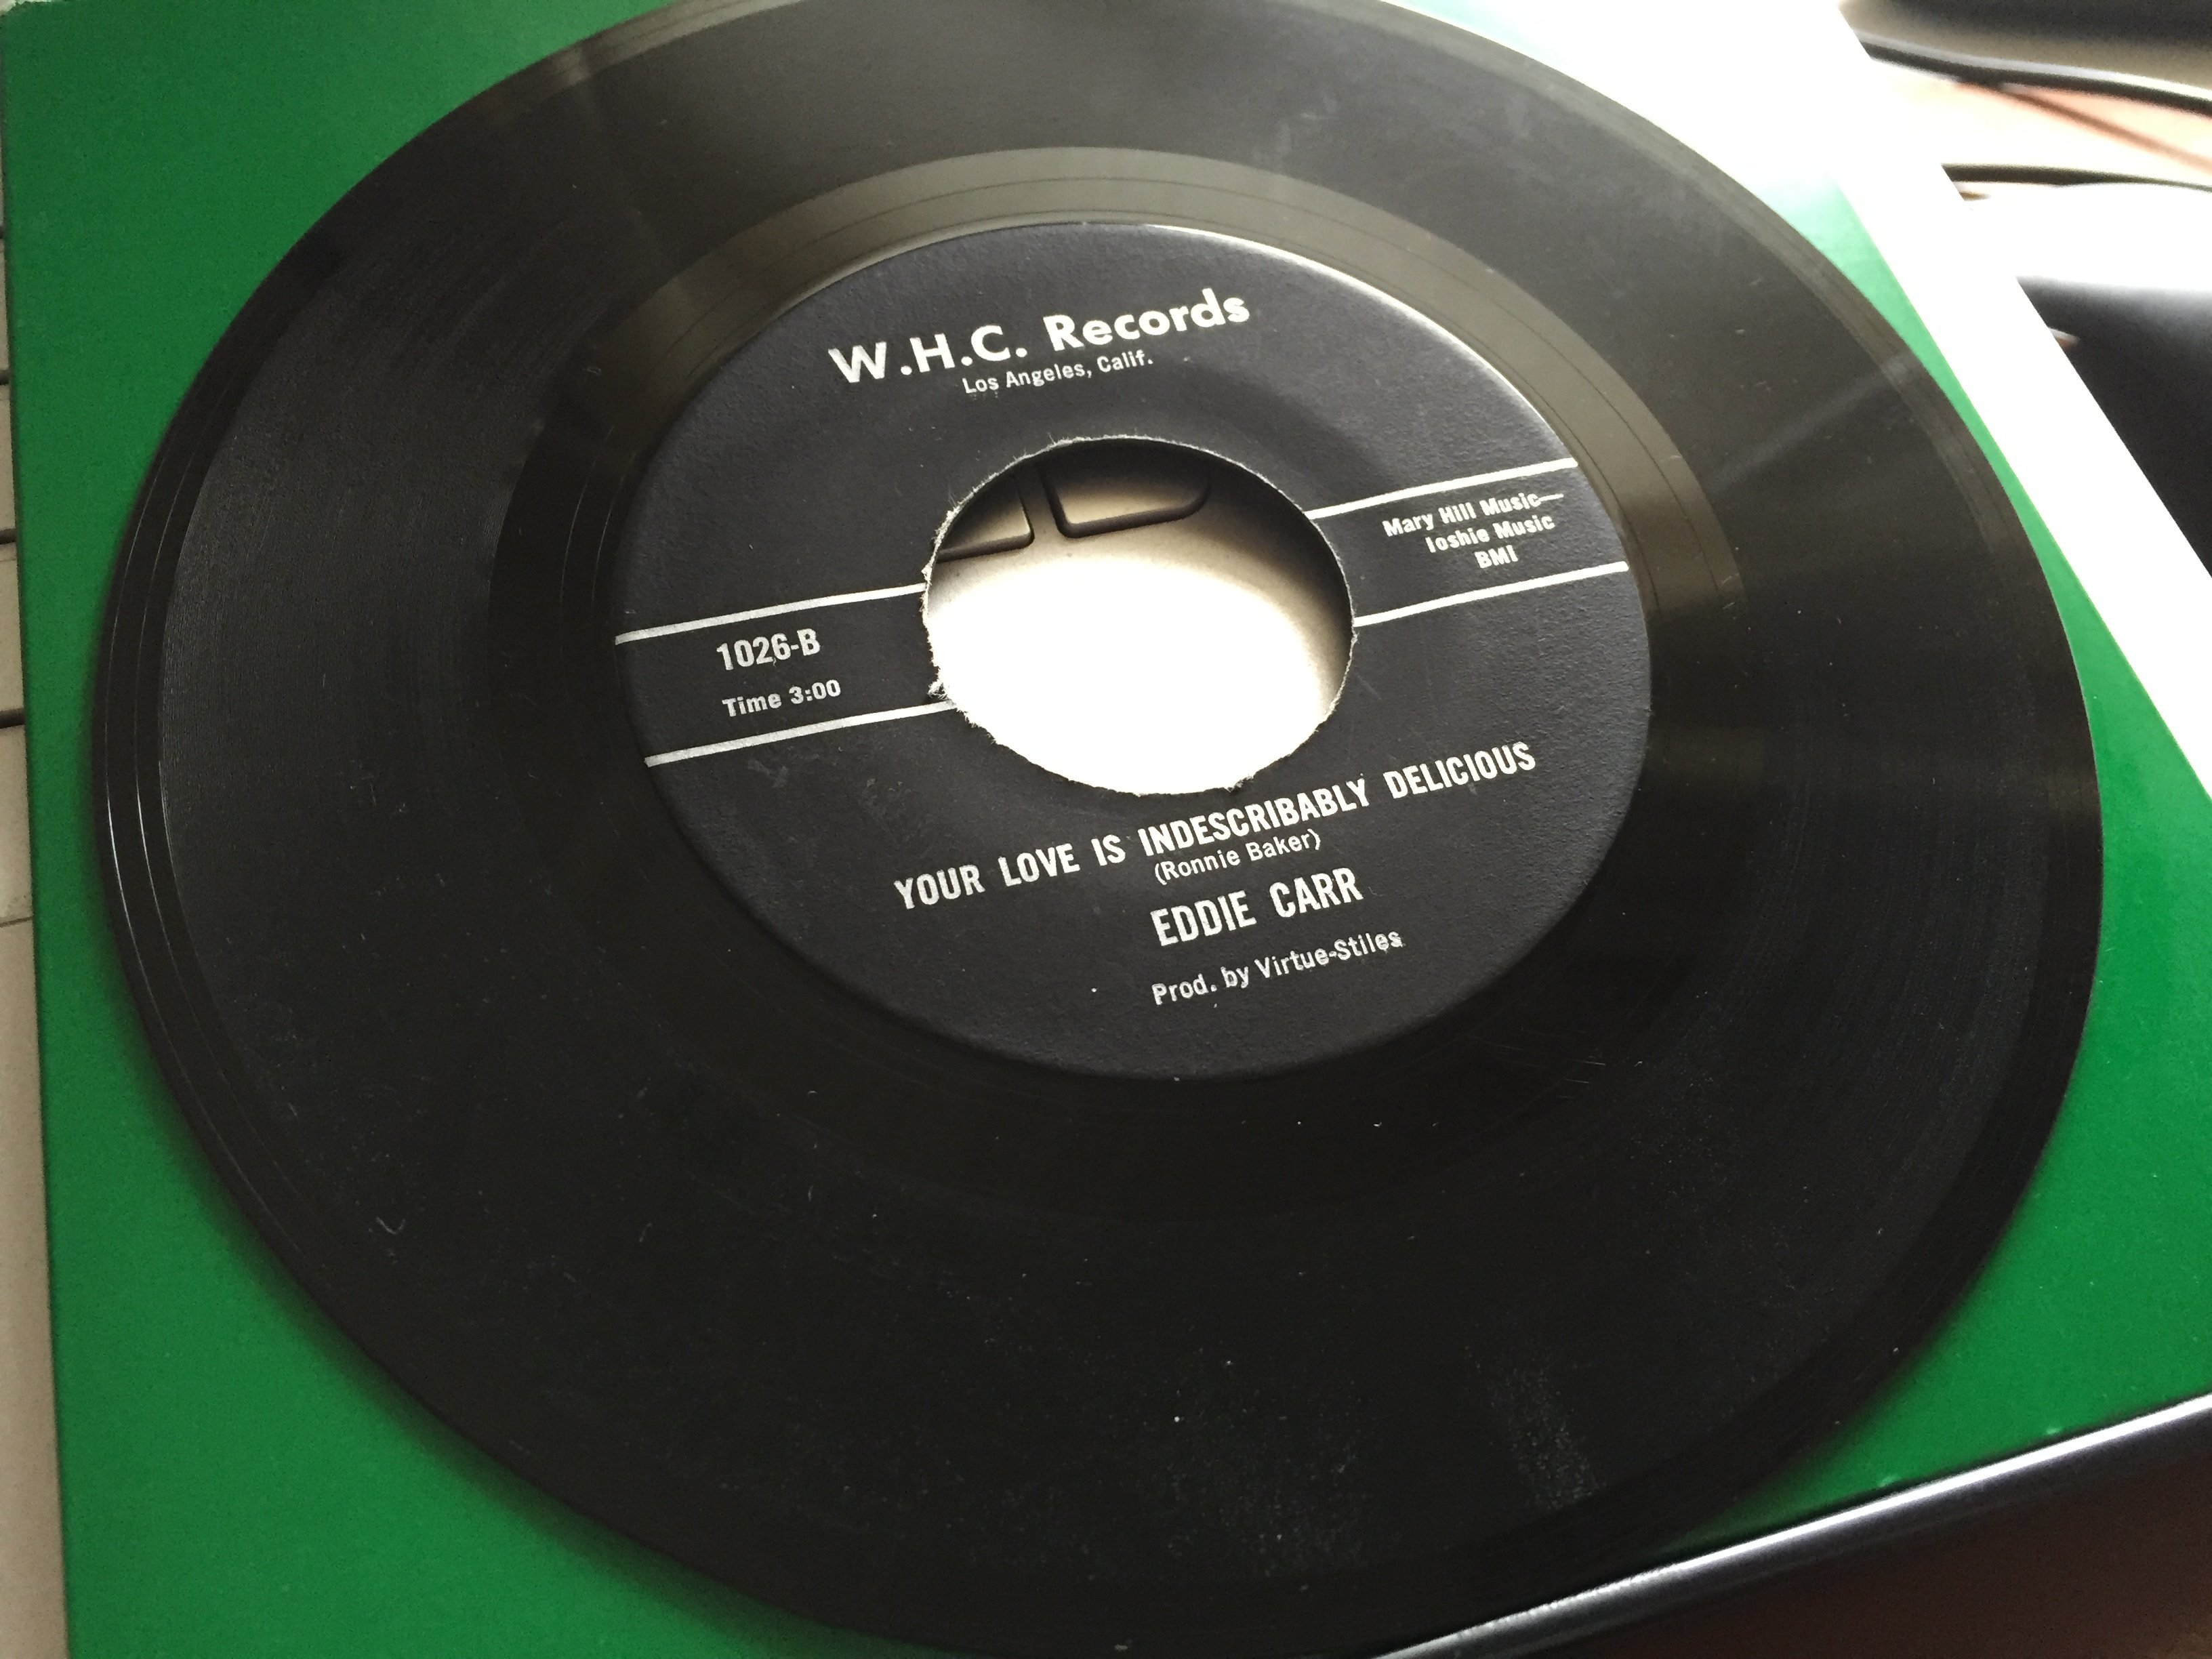 W.H.C. Records
Los Angeles, Calif.
Mary Hill Music—
Ioshie Music
BMI
1026-B
Time 3:00
YOUR LOVE IS INDESCRIBABLY DELICIOUS
(Ronnie Baker)
EDDIE CARR
Prod. by Virtue-Stiles